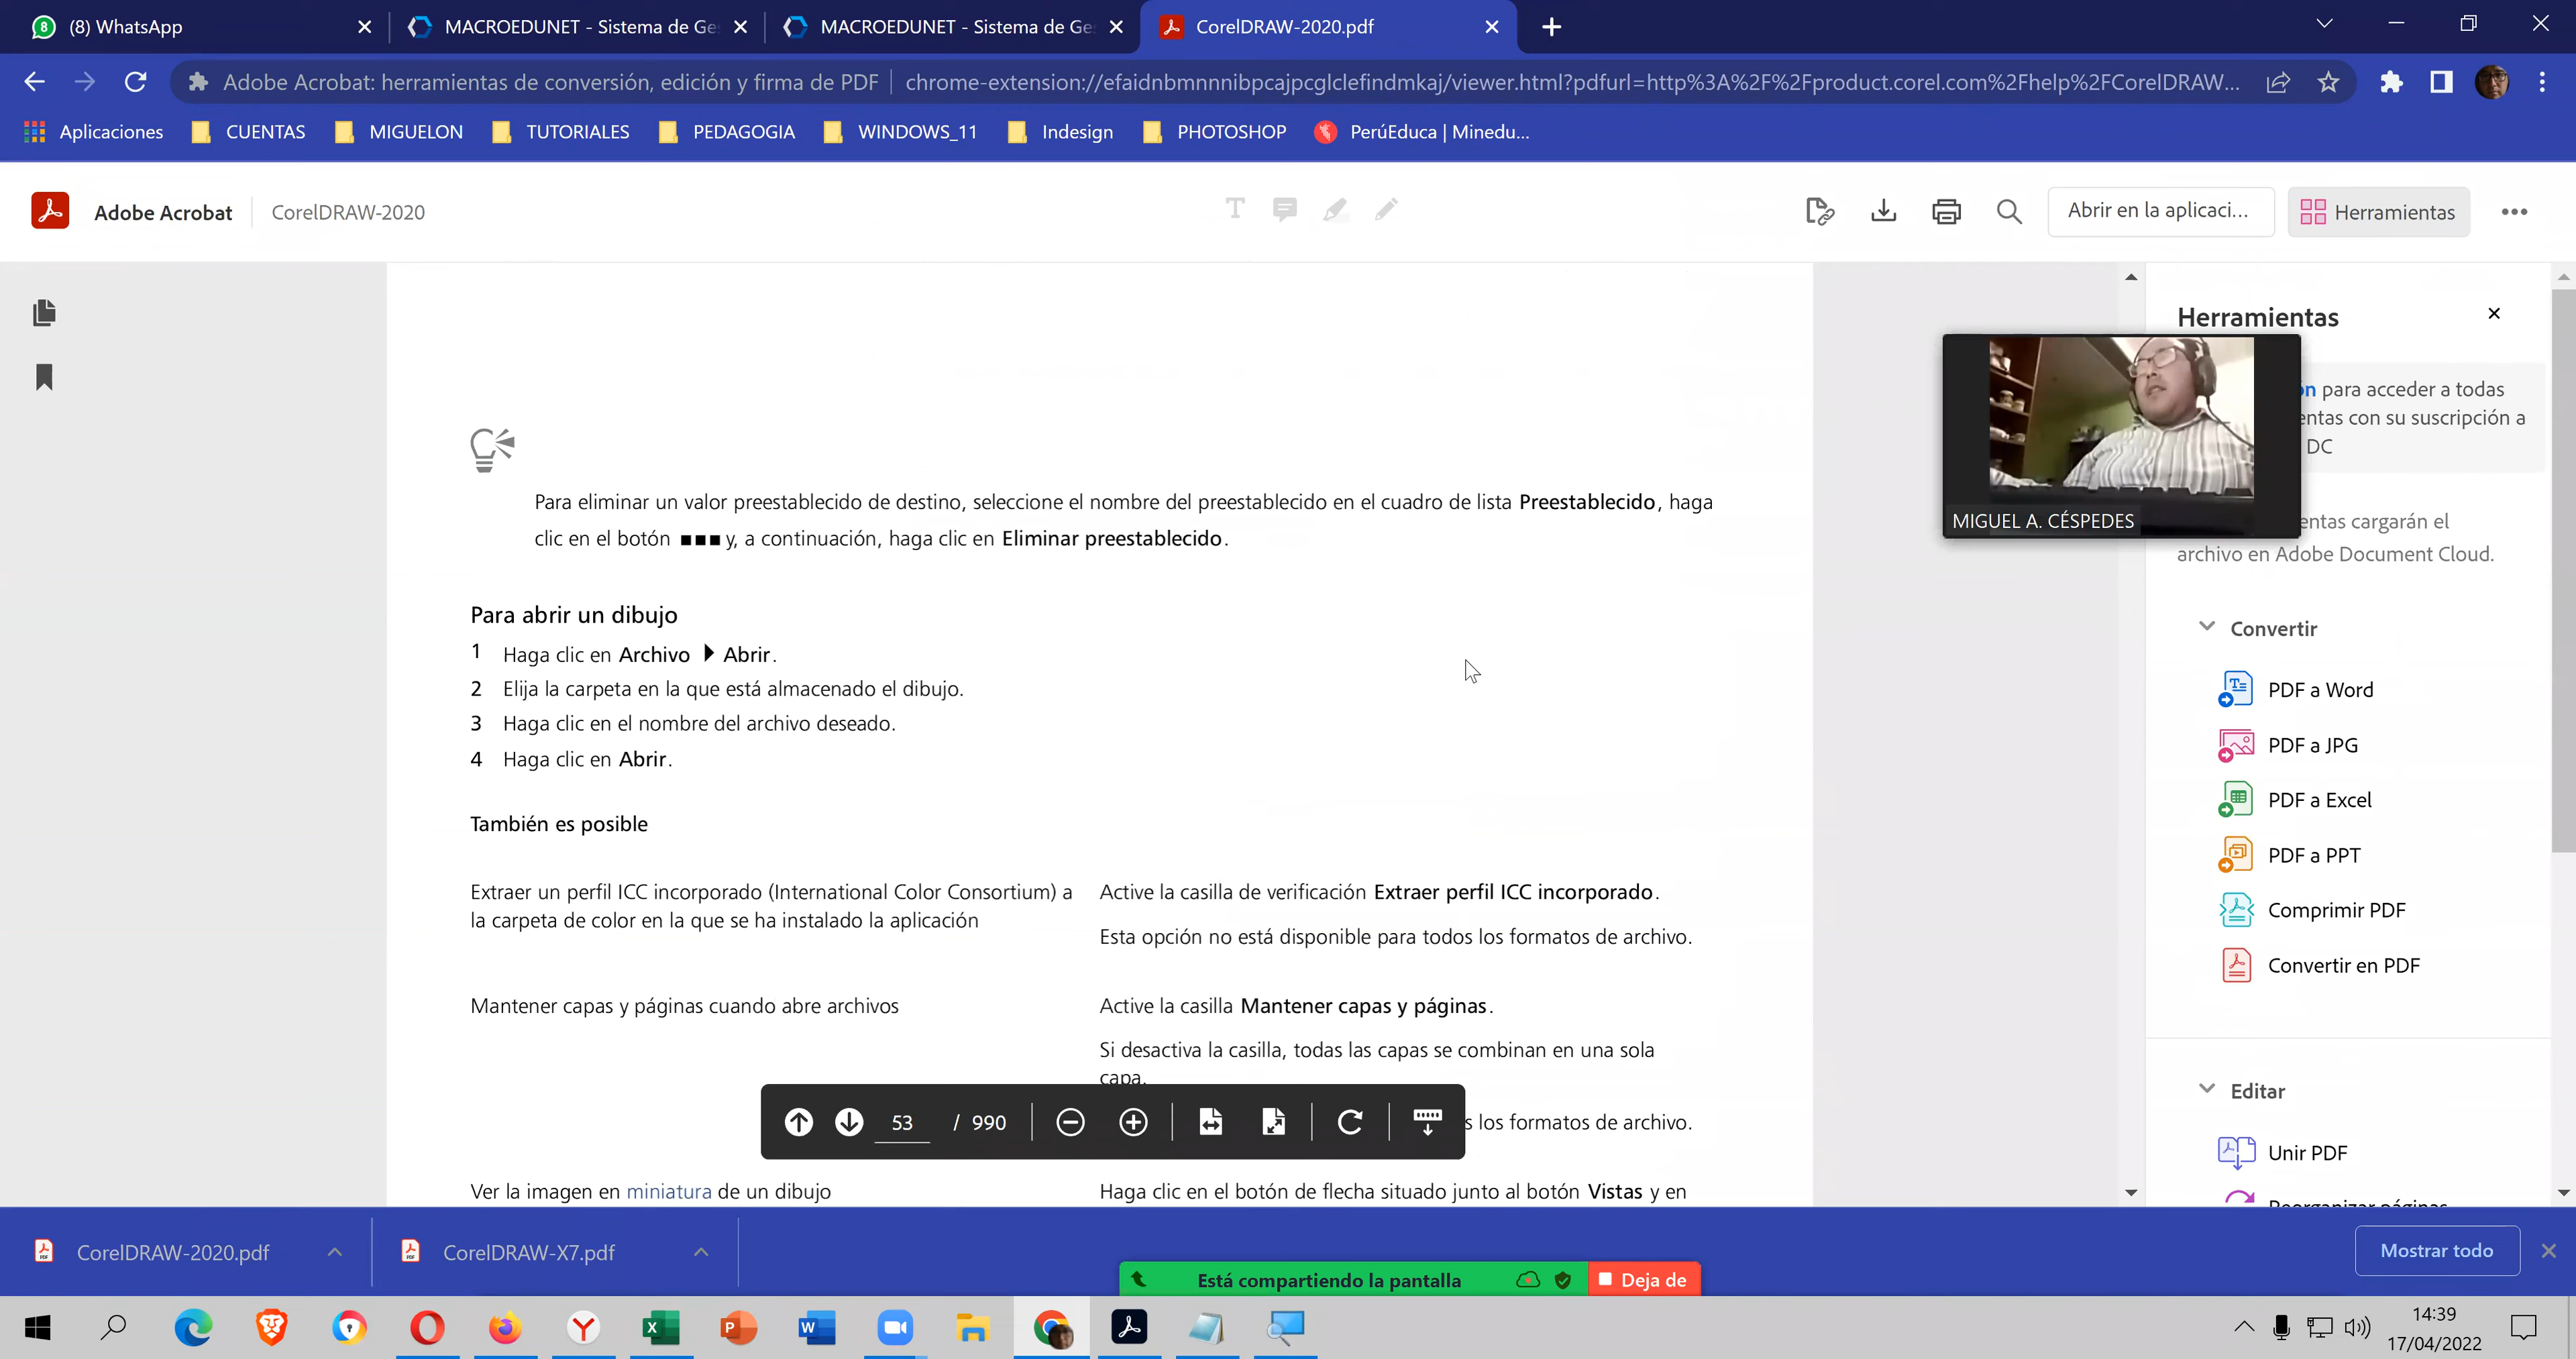 (8) WhatsApp
MACROEDUNET - Sistema de Ges
MACROEDUNET - Sistema de Ges
CorelDRAW-2020.pdf
Adobe Acrobat: herramientas de conversión, edición y firma de PDF
chrome-extension://efaidnbmnnnibpcajpcglclefindmkaj/viewer.html?pdfurl=http%3A%2F%2Fproduct.corel.com%2Fhelp%2FCorelDRAW...
Aplicaciones
CUENTAS
MIGUELON
TUTORIALES
PEDAGOGIA
WINDOWS_11
Indesign
PHOTOSHOP
PerúEduca | Minedu...
Adobe Acrobat
CorelDRAW-2020
Abrir en la aplicaci...
Herramientas
Para eliminar un valor preestablecido de destino, seleccione el nombre del preestablecido en el cuadro de lista Preestablecido, haga
clic en el botón ■■■ y, a continuación, haga clic en Eliminar preestablecido.
Para abrir un dibujo
1 Haga clic en Archivo ▶ Abrir.
2 Elija la carpeta en la que está almacenado el dibujo.
3 Haga clic en el nombre del archivo deseado.
4 Haga clic en Abrir.
También es posible
Extraer un perfil ICC incorporado (International Color Consortium) a
la carpeta de color en la que se ha instalado la aplicación
Active la casilla de verificación Extraer perfil ICC incorporado.
Esta opción no está disponible para todos los formatos de archivo.
Mantener capas y páginas cuando abre archivos
Active la casilla Mantener capas y páginas.
Si desactiva la casilla, todas las capas se combinan en una sola
capa.
s los formatos de archivo.
Ver la imagen en miniatura de un dibujo
Haga clic en el botón de flecha situado junto al botón Vistas y en
53 / 990
Herramientas
ón para acceder a todas
entas con su suscripción a
DC
entas cargarán el
archivo en Adobe Document Cloud.
MIGUEL A. CÉSPEDES
Convertir
PDF a Word
PDF a JPG
PDF a Excel
PDF a PPT
Comprimir PDF
Convertir en PDF
Editar
Unir PDF
Reorganizar páginas
CorelDRAW-2020.pdf
CorelDRAW-X7.pdf
Mostrar todo
Está compartiendo la pantalla
Deja de
14:39
17/04/2022